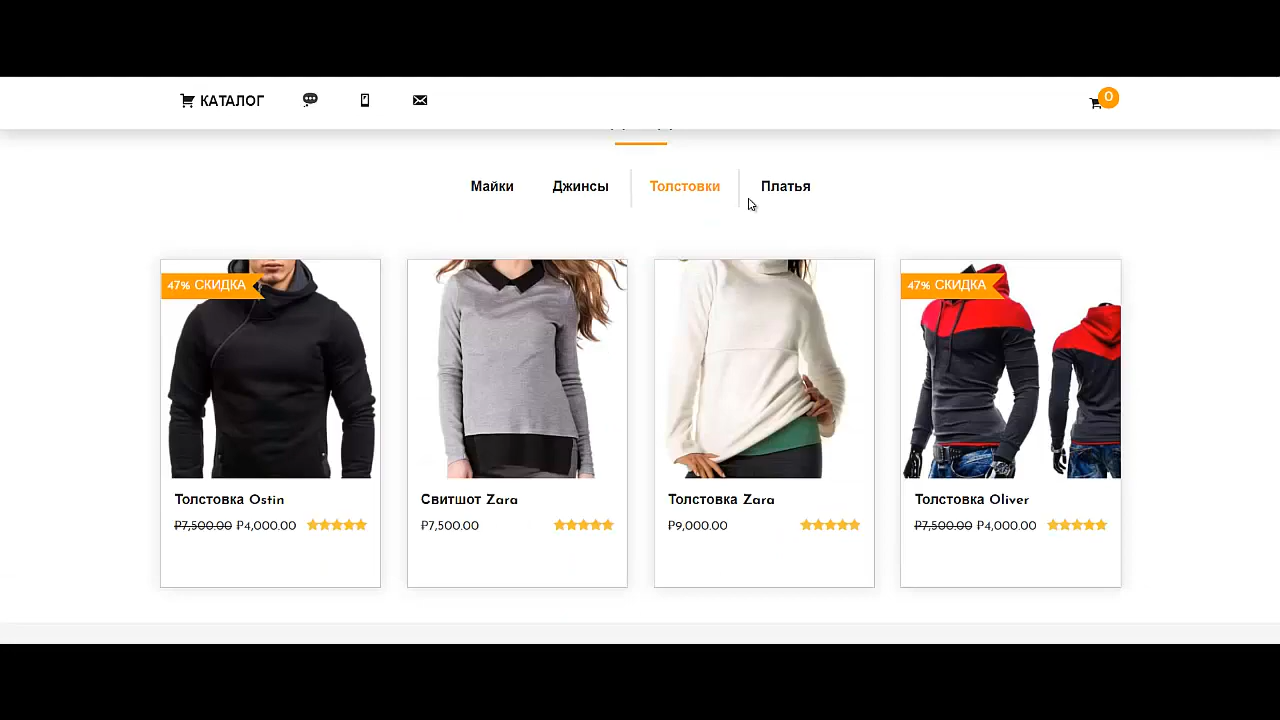 КАТАЛОГ
0
Майки
Джинсы
Толстовки
Платья
47% СКИДКА
47% СКИДКА
Толстовка Ostin
₽7,500.00 ₽4,000.00
Свитшот Zara
₽7,500.00
Толстовка Zara
₽9,000.00
Толстовка Oliver
₽7,500.00 ₽4,000.00